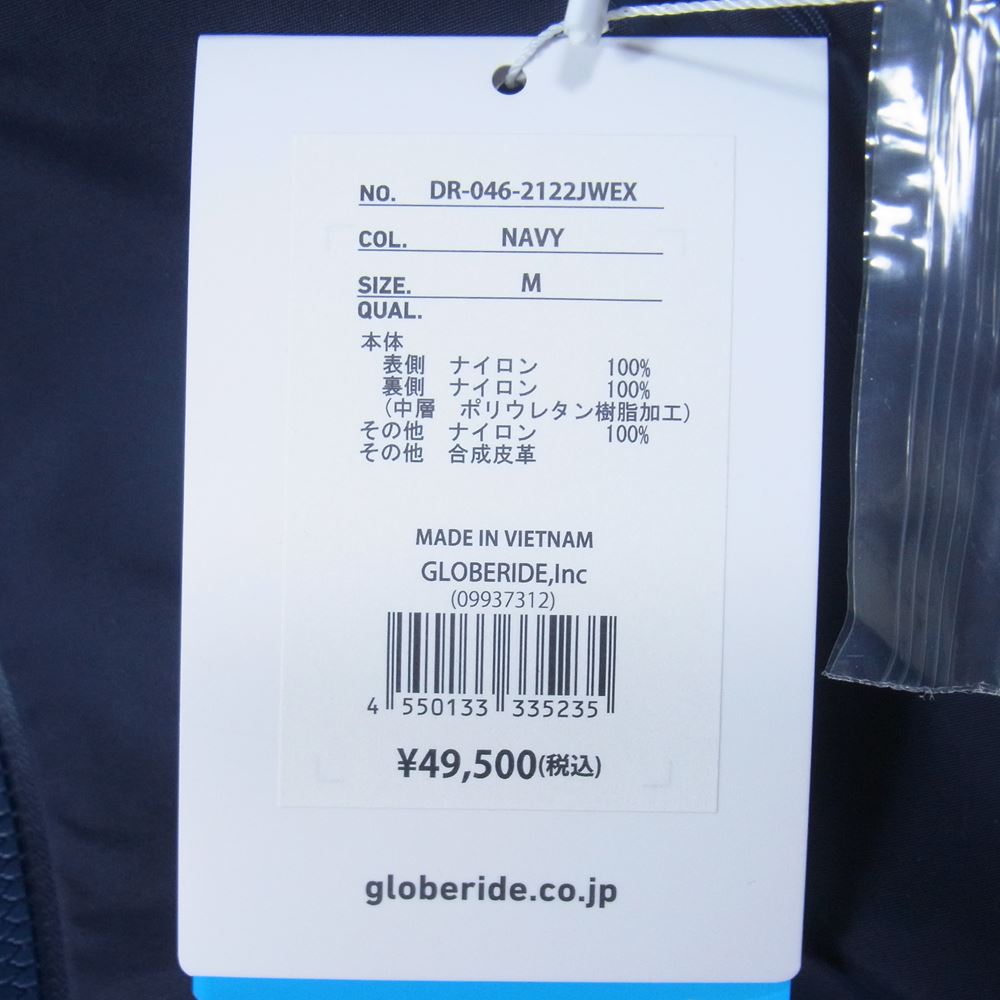 NO. DR-046-2122JWEX
COL. NAVY
SIZE. M
QUAL.
本体
表側 ナイロン 100%
裏側 ナイロン 100%
(中層 ポリウレタン樹脂加工)
その他 ナイロン 100%
その他 合成皮革
MADE IN VIETNAM
GLOBERIDE,Inc
(09937312)
4 550133 335235
¥49,500(税込)
globeride.co.jp